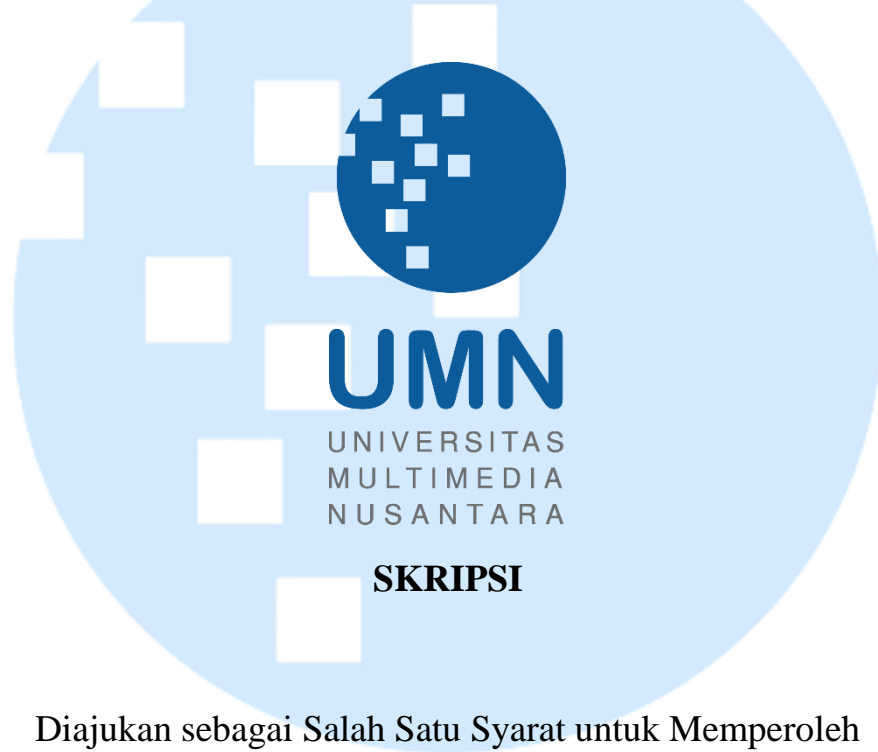 UMN
UNIVERSITAS
MULTIMEDIA
NUSANTARA
SKRIPSI
Diajukan sebagai Salah Satu Syarat untuk Memperoleh